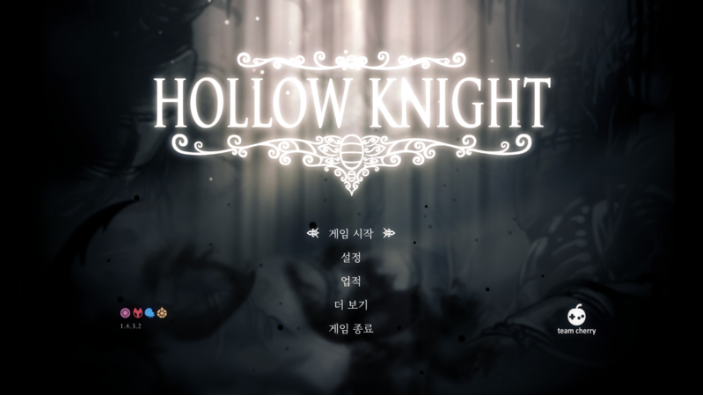 HOLLOW KNIGHT
게임 시작
설정
업적
더 보기
게임 종료
1.4.3.2
team cherry